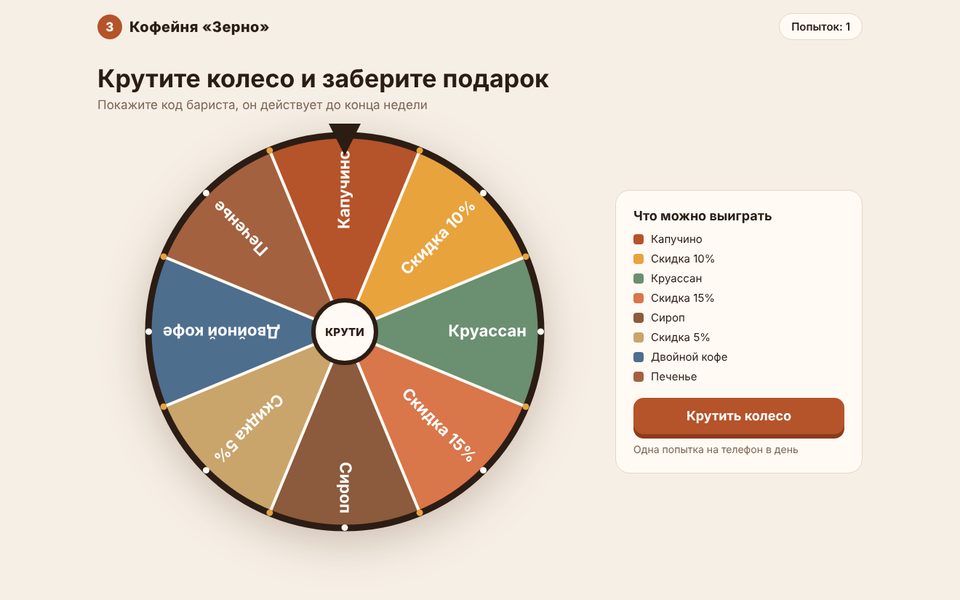 З
Кофейня «Зерно»
Попыток: 1
Крутите колесо и заберите подарок
Покажите код бариста, он действует до конца недели
Капучино
Скидка 10%
Круассан
Скидка 15%
Сироп
Скидка 5%
Двойной кофе
Печенье
КРУТИ
Что можно выиграть
Капучино
Скидка 10%
Круассан
Скидка 15%
Сироп
Скидка 5%
Двойной кофе
Печенье
Крутить колесо
Одна попытка на телефон в день